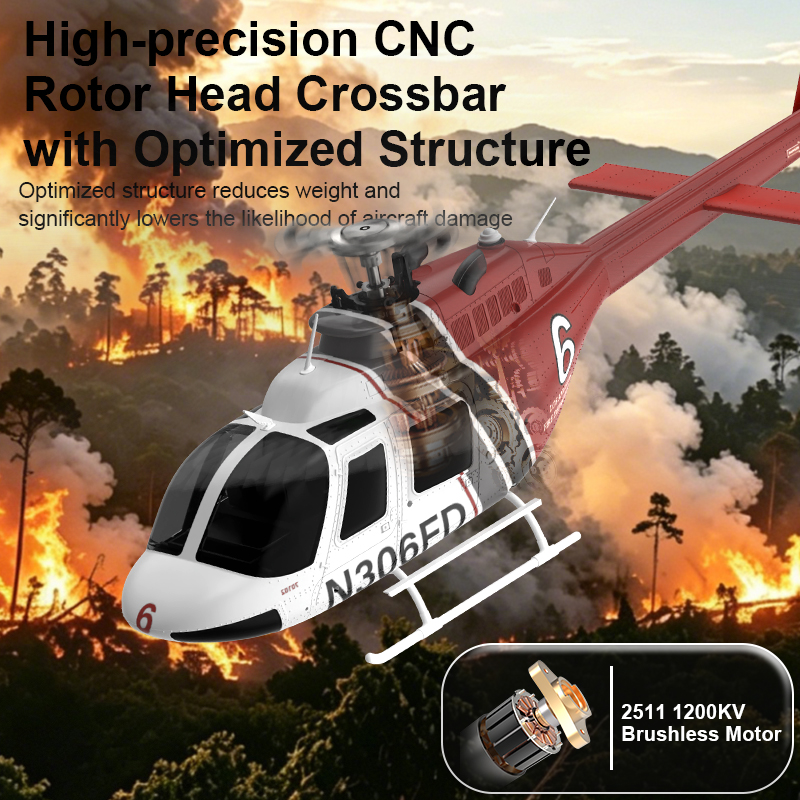 High-precision CNC
Rotor Head Crossbar
with Optimized Structure
Optimized structure reduces weight and
significantly lowers the likelihood of aircraft damage
6
N306FD
6
2511 1200KV
Brushless Motor